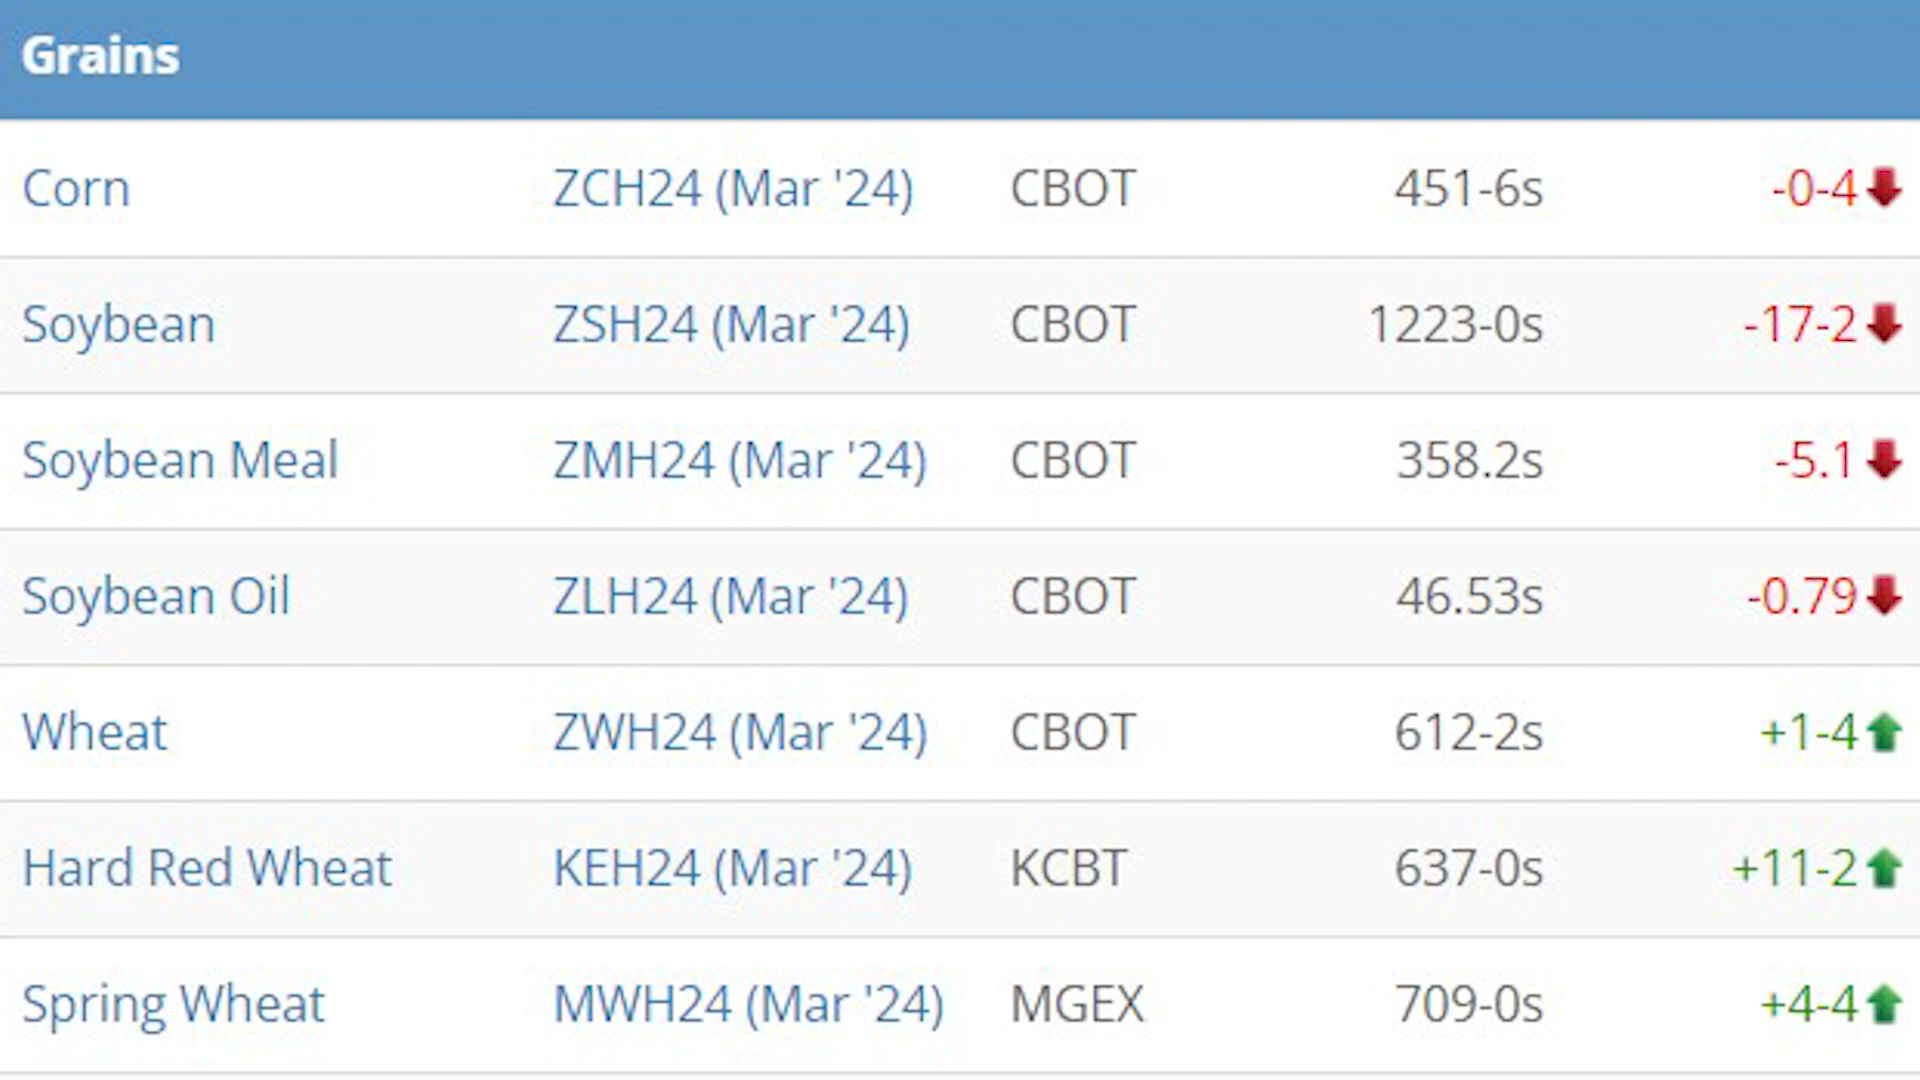 Grains
Corn ZCH24 (Mar '24) CBOT 451-6s -0-4
Soybean ZSH24 (Mar '24) CBOT 1223-0s -17-2
Soybean Meal ZMH24 (Mar '24) CBOT 358.2s -5.1
Soybean Oil ZLH24 (Mar '24) CBOT 46.53s -0.79
Wheat ZWH24 (Mar '24) CBOT 612-2s +1-4
Hard Red Wheat KEH24 (Mar '24) KCBT 637-0s +11-2
Spring Wheat MWH24 (Mar '24) MGEX 709-0s +4-4